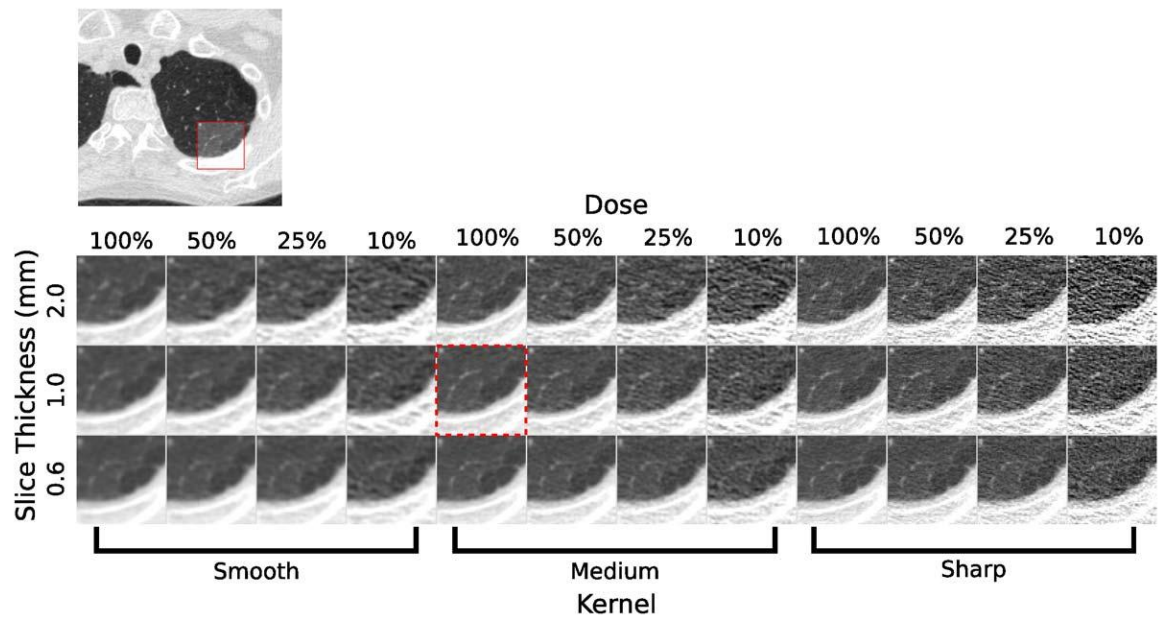 Dose
100% 50% 25% 10% 100% 50% 25% 10% 100% 50% 25% 10%
Slice Thickness (mm)
2.0
1.0
0.6
Smooth Medium Sharp
Kernel